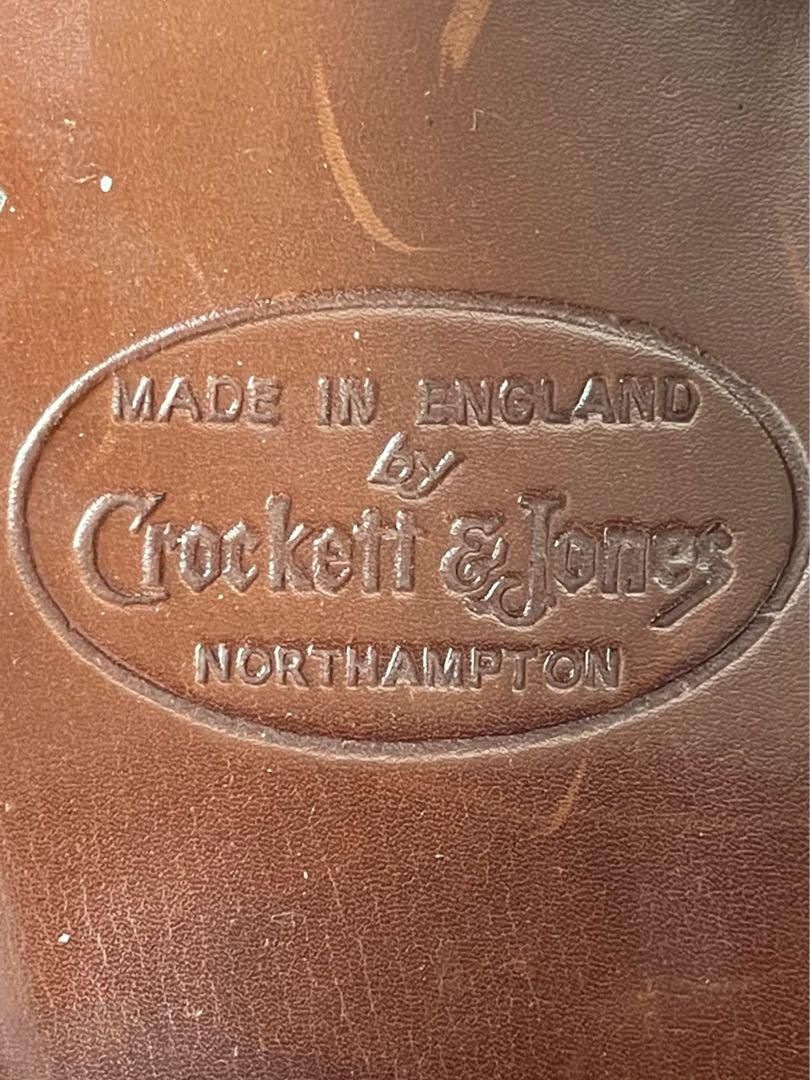 MADE IN ENGLAND
by
Crockett & Jones
NORTHAMPTON